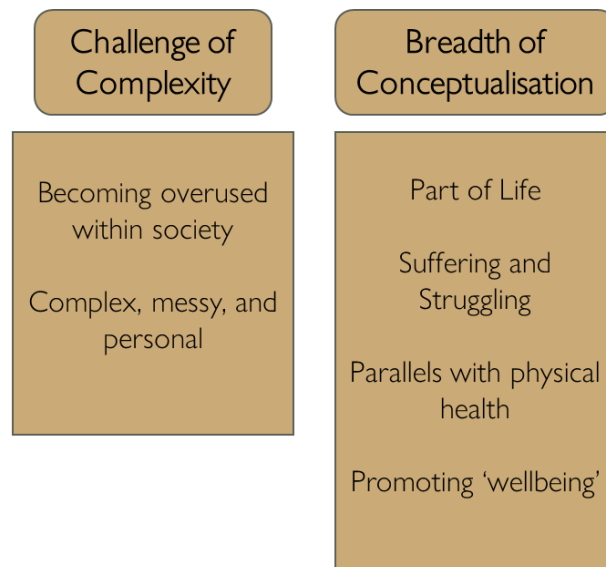 Challenge of
Complexity
Becoming overused
within society
Complex, messy, and
personal
Breadth of
Conceptualisation
Part of Life
Suffering and
Struggling
Parallels with physical
health
Promoting ‘wellbeing’